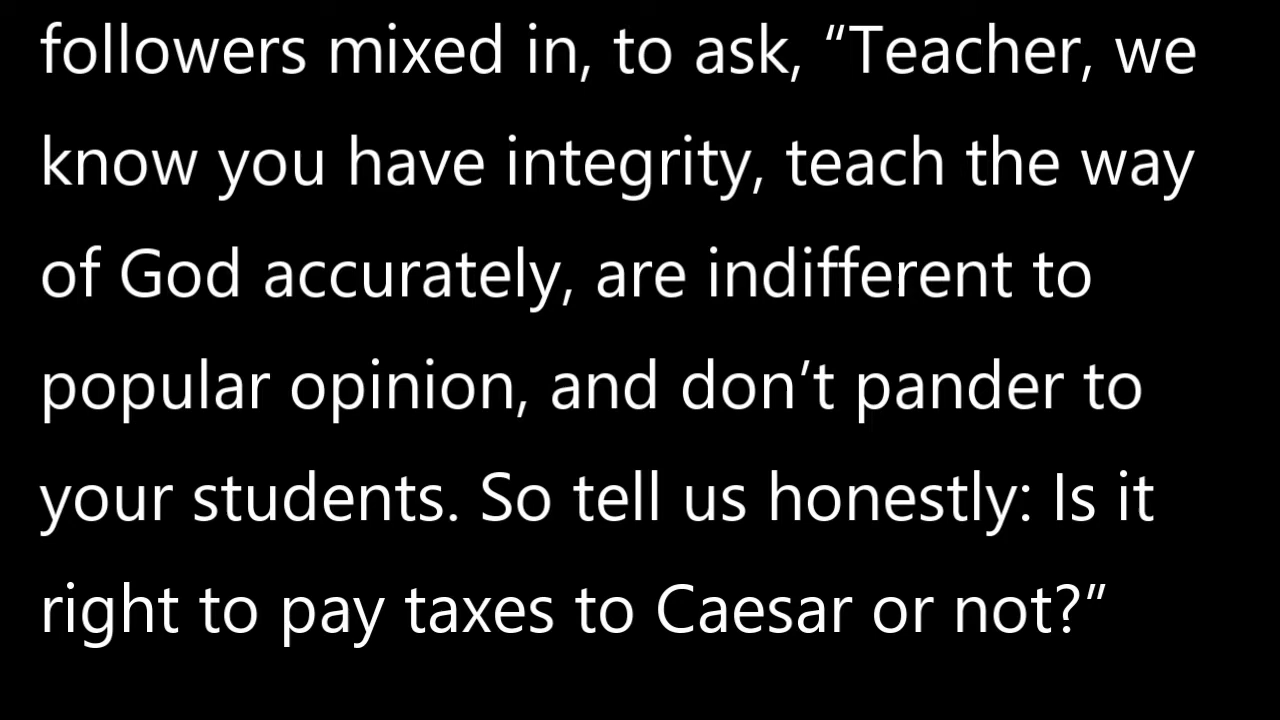 followers mixed in, to ask, “Teacher, we
know you have integrity, teach the way
of God accurately, are indifferent to
popular opinion, and don’t pander to
your students. So tell us honestly: Is it
right to pay taxes to Caesar or not?”